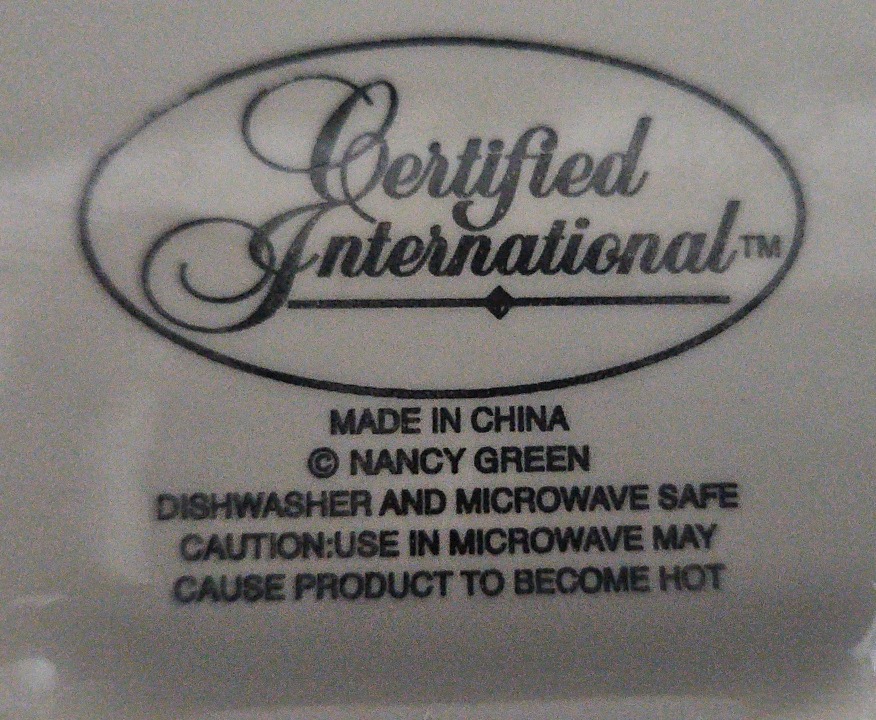 Certified
International™
MADE IN CHINA
© NANCY GREEN
DISHWASHER AND MICROWAVE SAFE
CAUTION:USE IN MICROWAVE MAY
CAUSE PRODUCT TO BECOME HOT